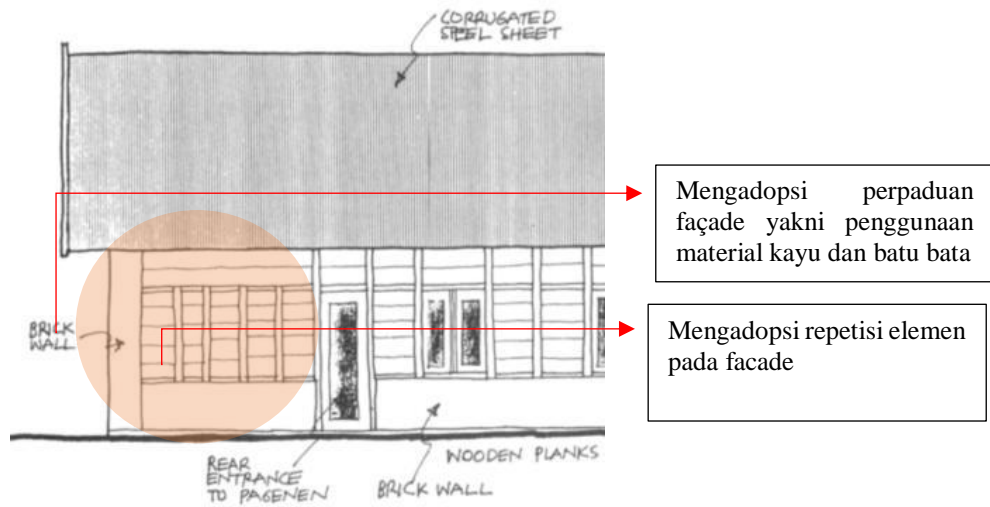 CORRUGATED
STEEL SHEET
Mengadopsi perpaduan
façade yakni penggunaan
material kayu dan batu bata
BRICK
WALL
Mengadopsi repetisi elemen
pada facade
REAR
ENTRANCE
TO PAGENEN
BRICK WALL
WOODEN PLANKS